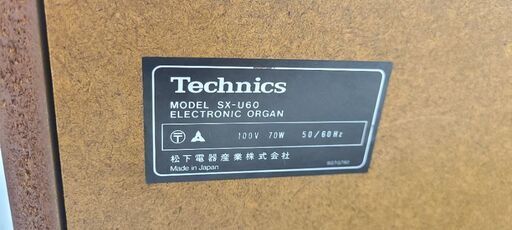 Technics
MODEL SX-U60
ELECTRONIC ORGAN
〒 A 100V 70W 50/60Hz
松下電器産業株式会社
Made in Japan